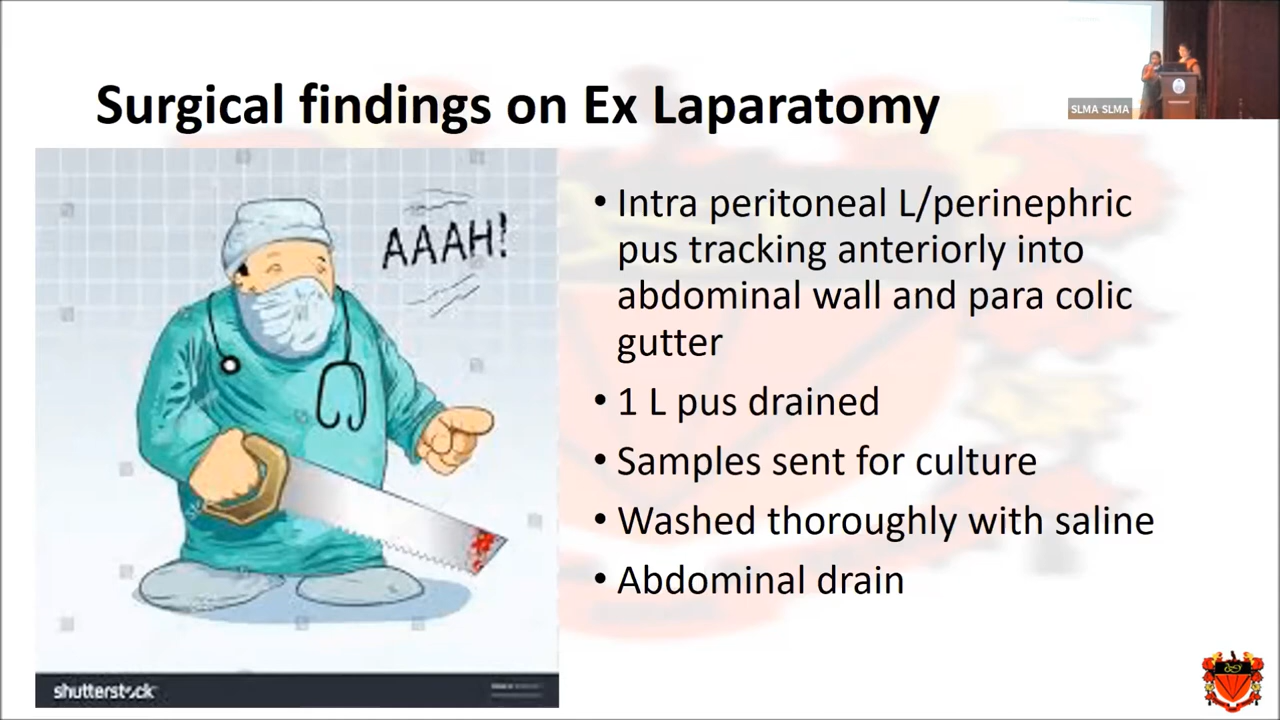 SLMA SLMA
Surgical findings on Ex Laparatomy
AAAH!
• Intra peritoneal L/perinephric
pus tracking anteriorly into
abdominal wall and para colic
gutter
• 1 L pus drained
• Samples sent for culture
• Washed thoroughly with saline
• Abdominal drain
shutterstock